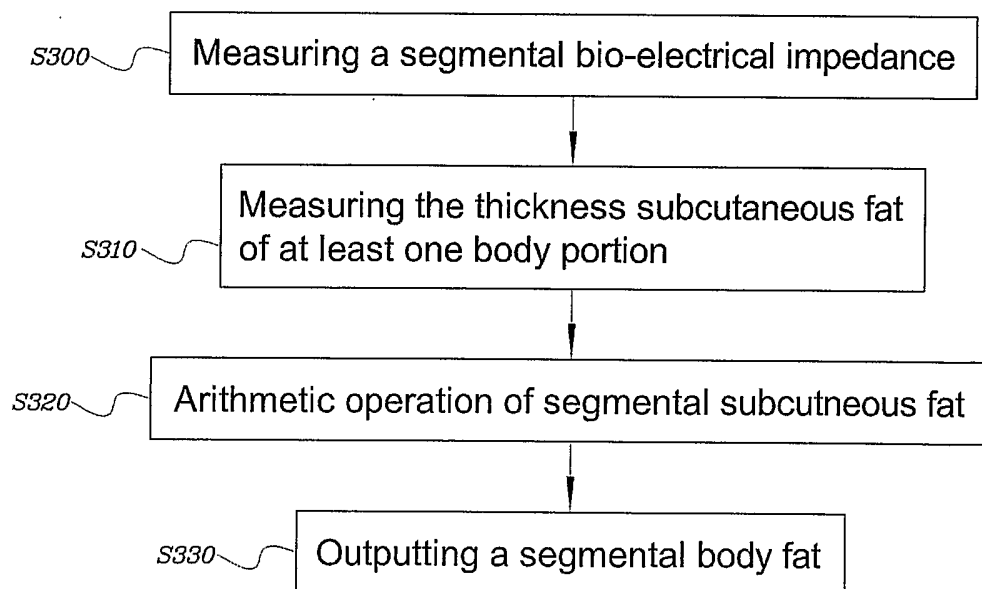 S300 Measuring a segmental bio-electrical impedance
Measuring the thickness subcutaneous fat
S310 of at least one body portion
S320 Arithmetic operation of segmental subcutneous fat
S330 Outputting a segmental body fat